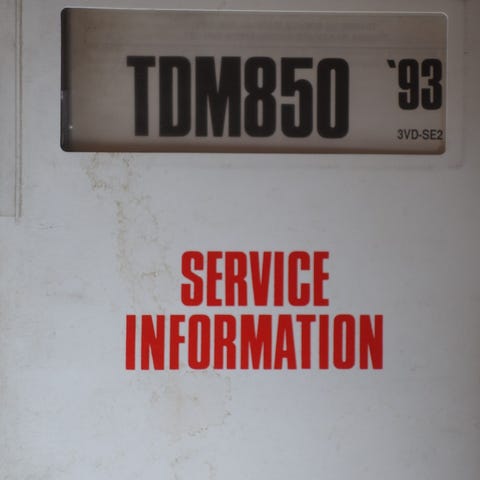 TDM850 '93
3VD-SE2
SERVICE
INFORMATION